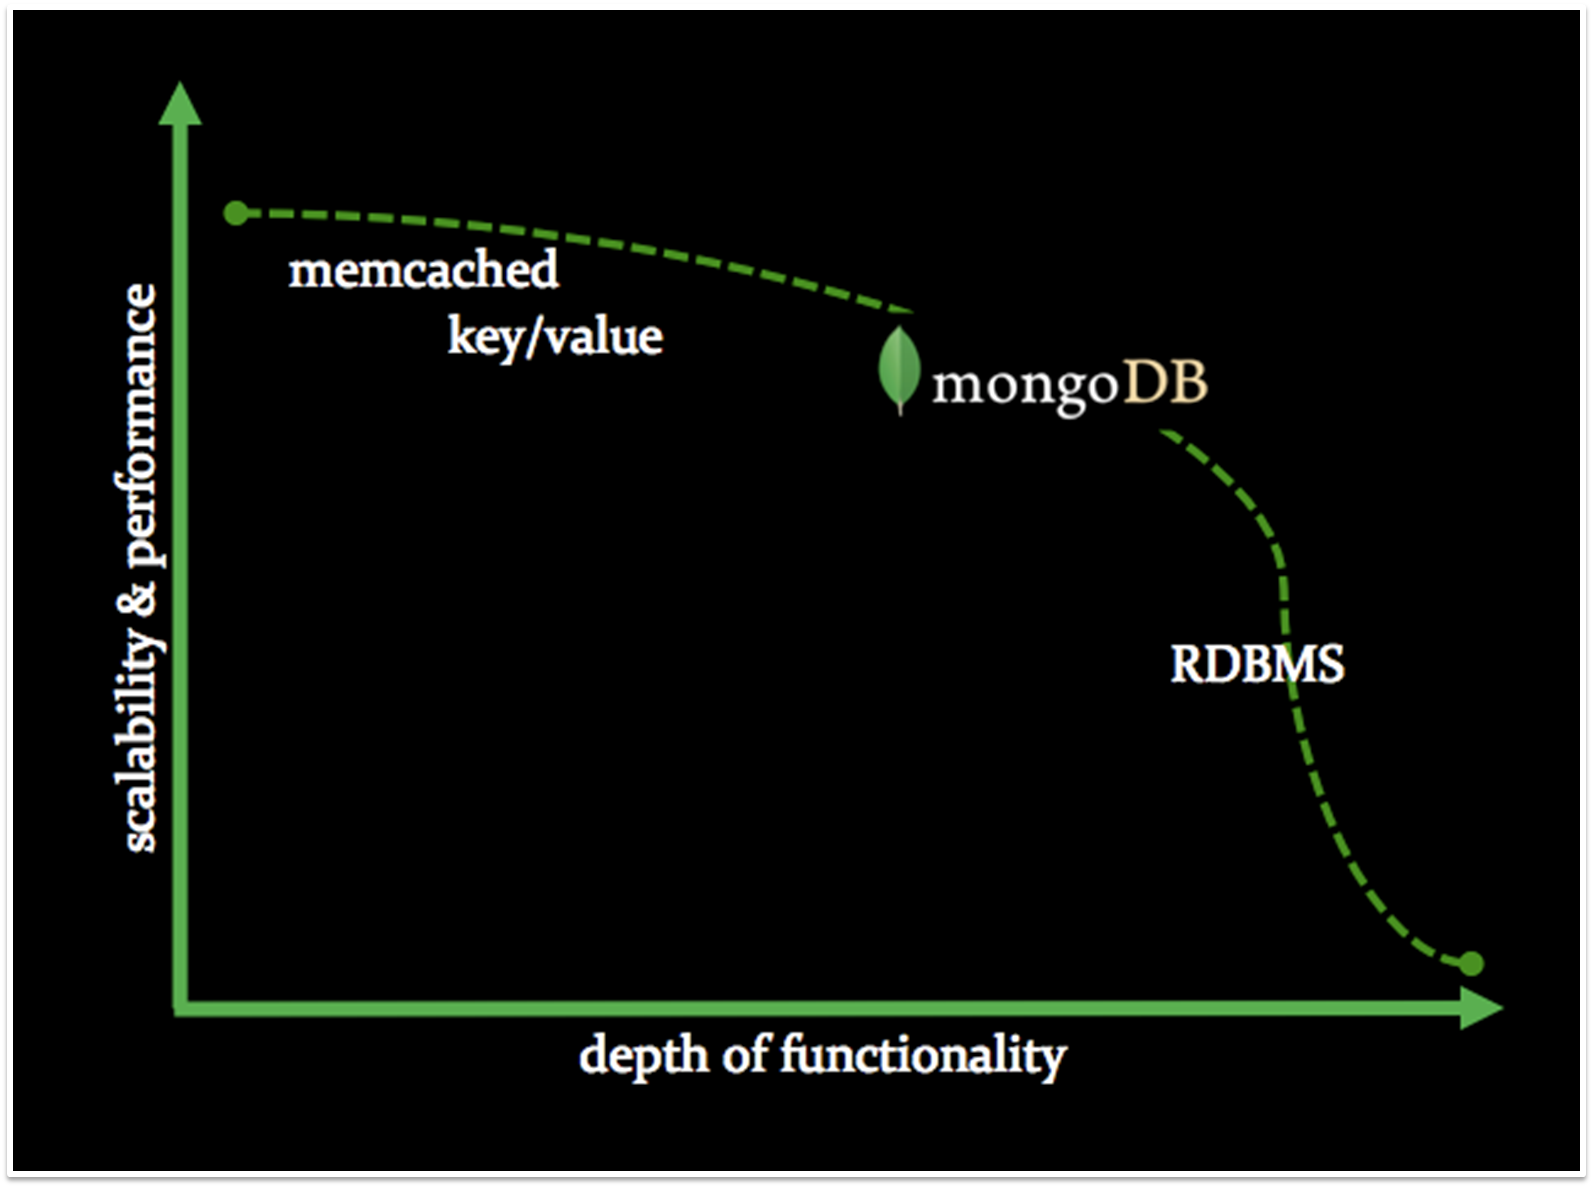 memcached
key/value
mongoDB
RDBMS
scalability & performance
depth of functionality